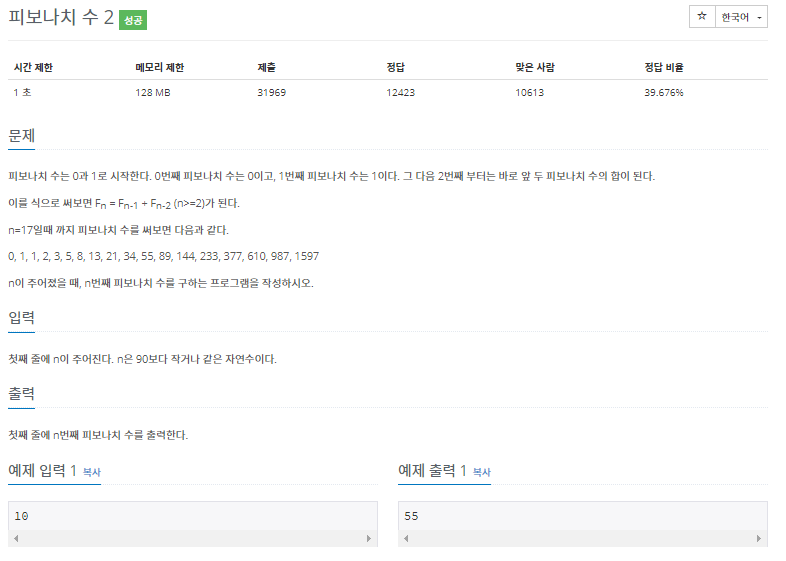 피보나치 수 2 성공
☆ 한국어
시간 제한 메모리 제한 제출 정답 맞은 사람 정답 비율
1 초 128 MB 31969 12423 10613 39.676%
문제
피보나치 수는 0과 1로 시작한다. 0번째 피보나치 수는 0이고, 1번째 피보나치 수는 1이다. 그 다음 2번째 부터는 바로 앞 두 피보나치 수의 합이 된다.
이를 식으로 써보면 Fn = Fn-1 + Fn-2 (n>=2)가 된다.
n=17일때 까지 피보나치 수를 써보면 다음과 같다.
0, 1, 1, 2, 3, 5, 8, 13, 21, 34, 55, 89, 144, 233, 377, 610, 987, 1597
n이 주어졌을 때, n번째 피보나치 수를 구하는 프로그램을 작성하시오.
입력
첫째 줄에 n이 주어진다. n은 90보다 작거나 같은 자연수이다.
출력
첫째 줄에 n번째 피보나치 수를 출력한다.
예제 입력 1 복사
10
예제 출력 1 복사
55